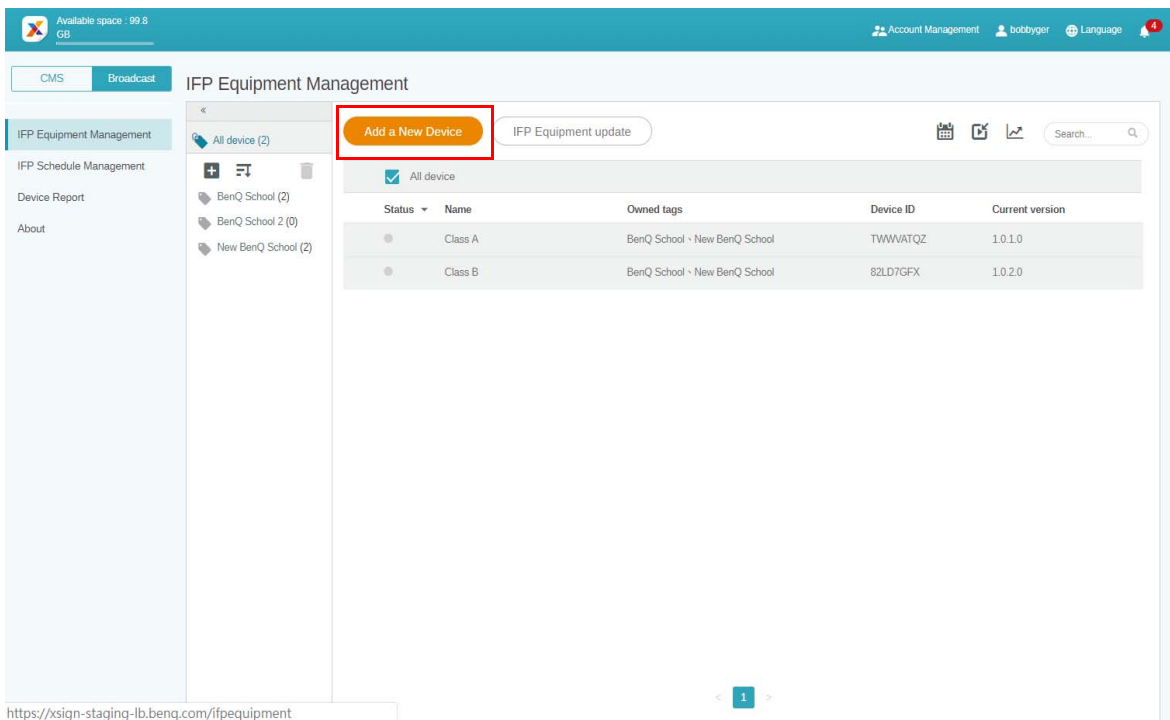 Available space : 99.8
GB
Account Management
bobbyger
Language
4
CMS
Broadcast
IFP Equipment Management
IFP Equipment Management
IFP Schedule Management
Device Report
About
«
All device (2)
BenQ School (2)
BenQ School 2 (0)
New BenQ School (2)
Add a New Device
IFP Equipment update
Search...
All device
Status Name Owned tags Device ID Current version
Class A BenQ School、New BenQ School TWWVATQZ 1.0.1.0
Class B BenQ School、New BenQ School 82LD7GFX 1.0.2.0
< 1 >
https://xsign-staging-lb.benq.com/ifpequipment